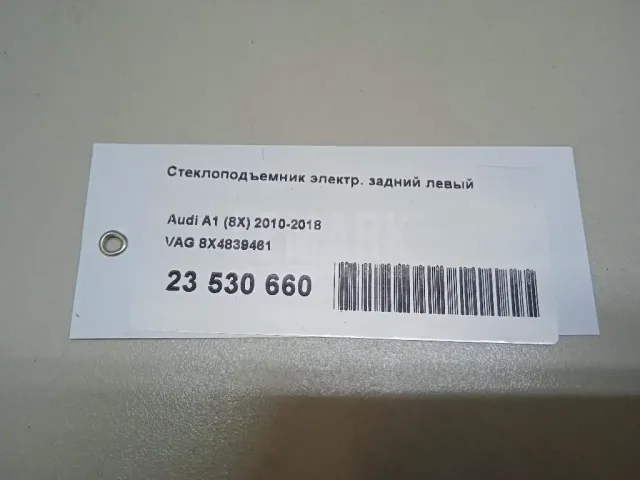 Стеклоподъемник электр. задний левый
Audi A1 (8X) 2010-2018
VAG 8X4839461
23 530 660